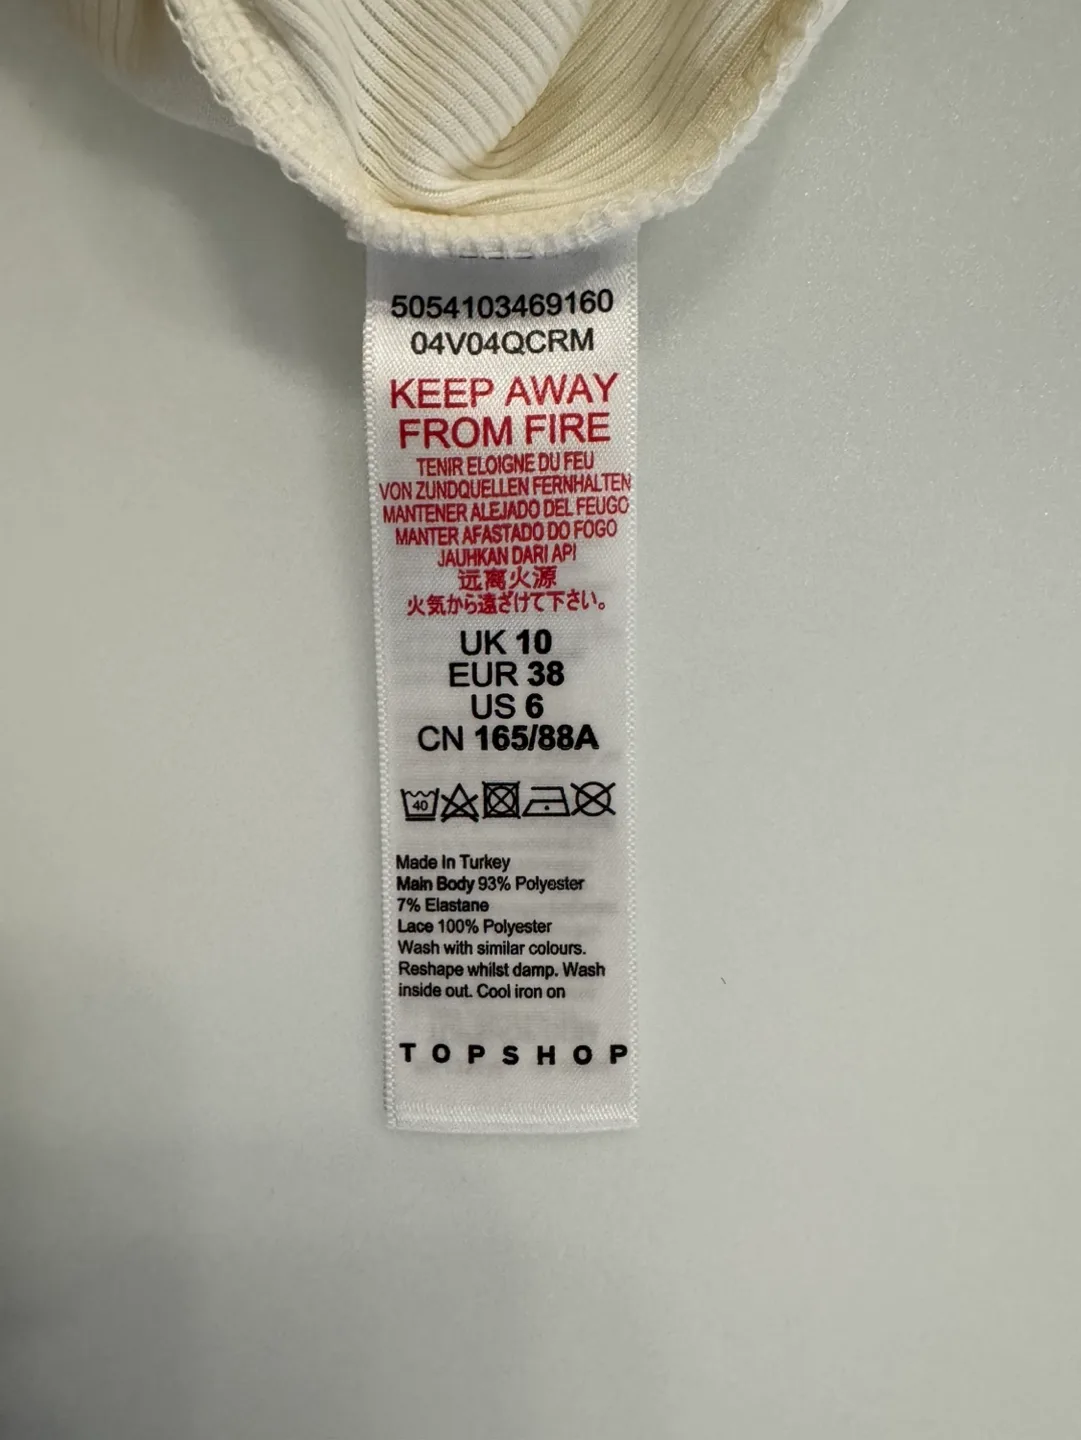 5054103469160
04V04QCRM
KEEP AWAY
FROM FIRE
TENIR ELOIGNE DU FEU
VON ZUNDQUELLEN FERNHALTEN
MANTENER ALEJADO DEL FEUGO
MANTER AFASTADO DO FOGO
JAUHKAN DARI API
远离火源
火気から遠ざけて下さい。
UK 10
EUR 38
US 6
CN 165/88A
40
Made In Turkey
Main Body 93% Polyester
7% Elastane
Lace 100% Polyester
Wash with similar colours.
Reshape whilst damp. Wash
inside out. Cool iron on
TOPSHOP